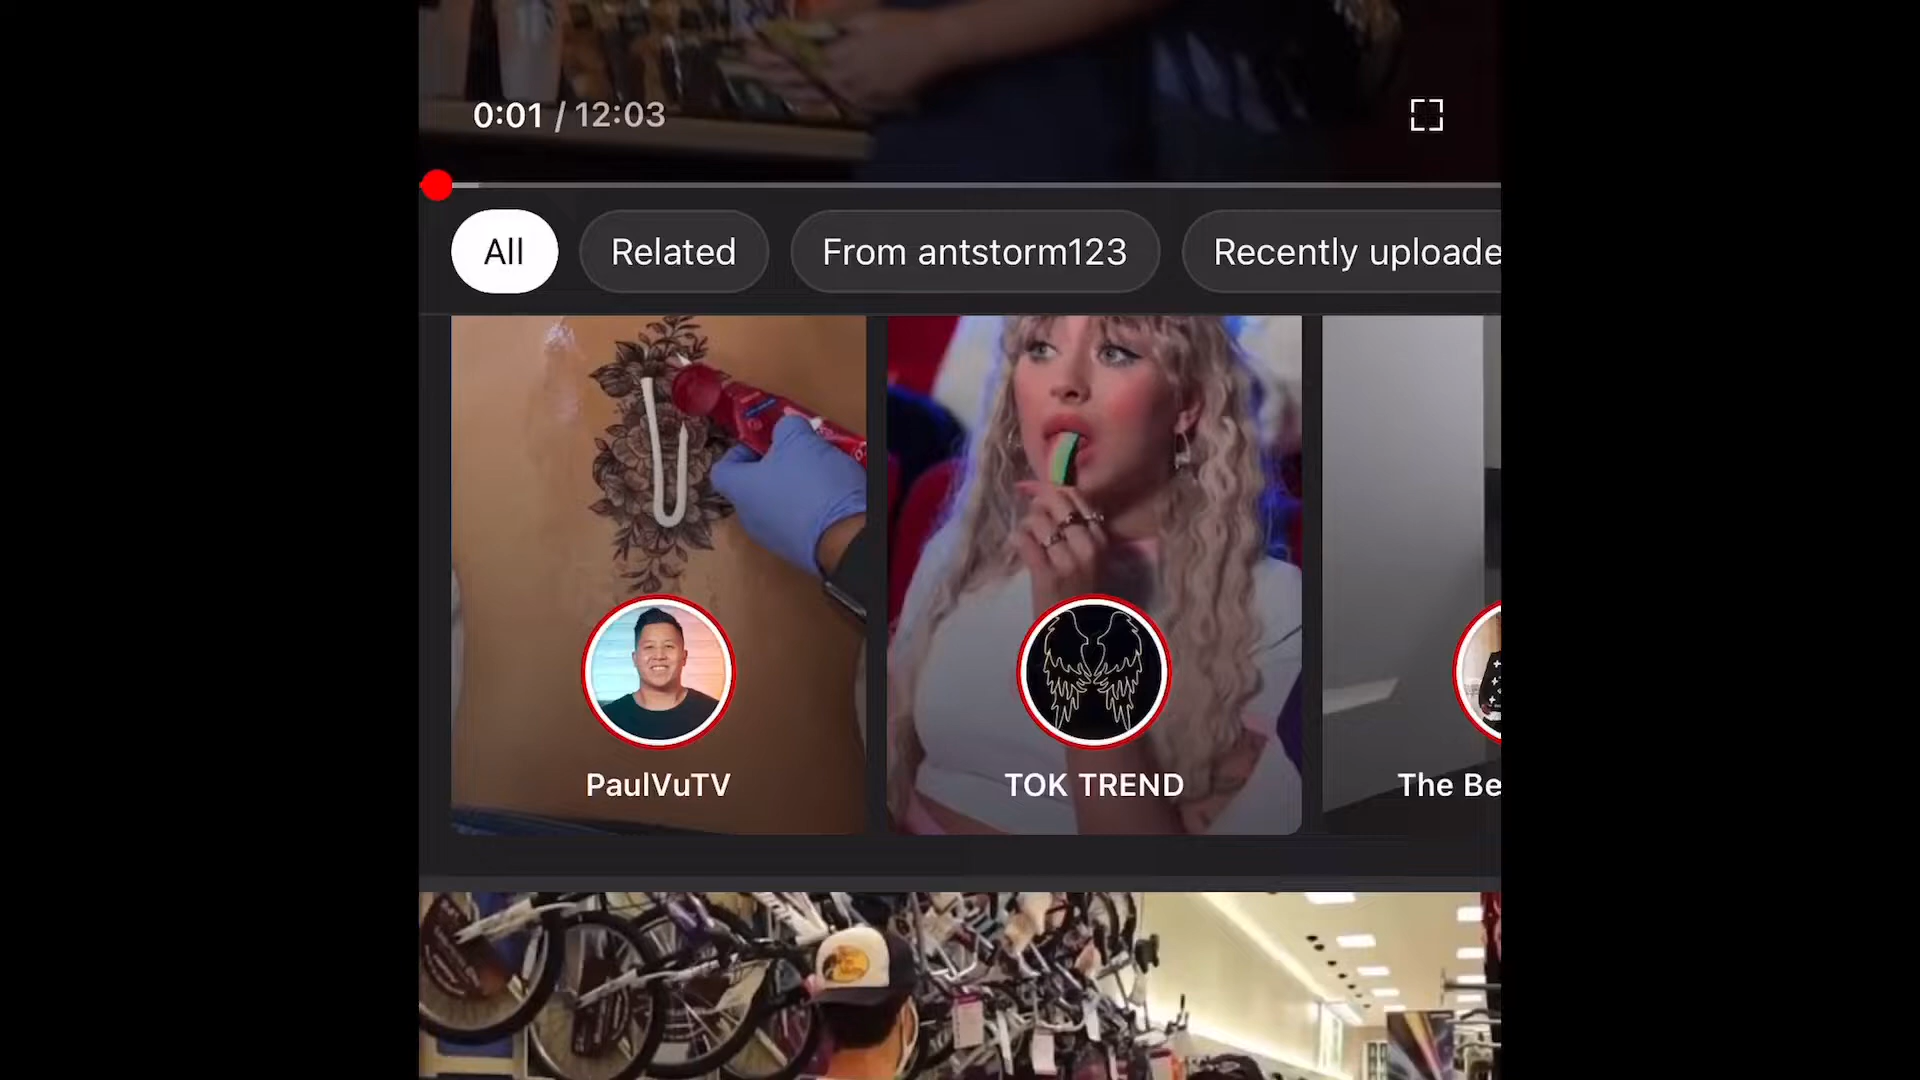 0:01 / 12:03
All
Related
From antstorm123
Recently uploade
PaulVuTV
TOK TREND
The Be